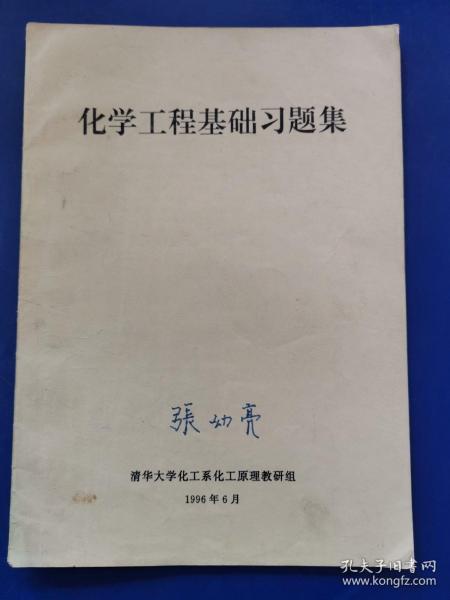 化学工程基础习题集
張幼亮
清华大学化工系化工原理教研组
1996年6月
孔夫子旧书网
www.kongfz.com